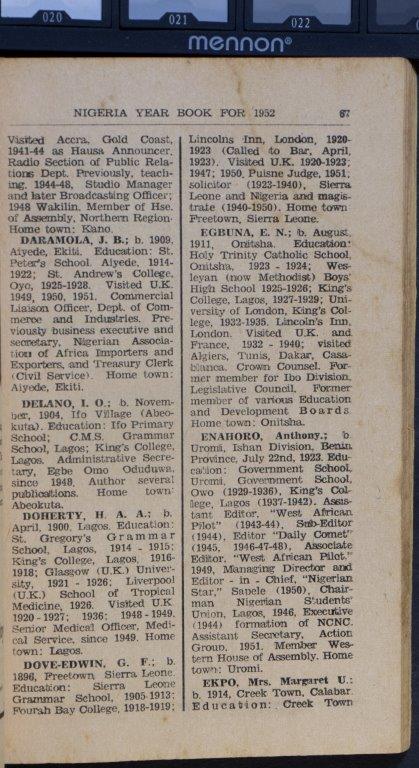 020
021
022
mennon®
NIGERIA YEAR BOOK FOR 1952 67
Visited Accra, Gold Coast,
1941-44 as Hausa Announcer,
Radio Section of Public Rela-
tions Dept. Previously, teach-
ing, 1944-48, Studio Manager
and later Broadcasting Officer;
1948 Wakilin, Member of Hse.
of Assembly, Northern Region.
Home town: Kano.
DARAMOLA, J. B.; b. 1909,
Aiyede, Ekiti. Education: St.
Peter's School, Aiyede, 1914-
1922; St. Andrew's College,
Oyo, 1925-1928. Visited U.K.
1949, 1950, 1951. Commercial
Liaison Officer, Dept. of Com-
merce and Industries. Pre-
viously business executive and
secretary, Nigerian Associa-
tion of Africa Importers and
Exporters, and Treasury Clerk
(Civil Service). Home town:
Aiyede, Ekiti.
DELANO, I. O.; b. Novem-
ber, 1904, Ifo Village (Abeo-
kuta). Education: Ifo Primary
School; C.M.S. Grammar
School, Lagos; King's College,
Lagos. Administrative Secre-
tary, Egbe Omo Oduduwa,
since 1948. Author several
publications. Home town:
Abeokuta.
DOHERTY, H. A. A.; b.
April, 1900, Lagos. Education:
St. Gregory's Grammar
School, Lagos, 1914 - 1915;
King's College, Lagos, 1916-
1918; Glasgow (U.K.) Univer-
sity, 1921 - 1926; Liverpool
(U.K.) School of Tropical
Medicine, 1926. Visited U.K.
1920-1927; 1936; 1948-1949.
Senior Medical Officer, Medi-
cal Service, since 1949. Home
town: Lagos.
DOVE-EDWIN, G. F.; b.
1896, Freetown, Sierra Leone.
Education: Sierra Leone
Grammar School, 1905-1913;
Fourah Bay College, 1918-1919;
Lincolns Inn, London, 1920-
1923 (Called to Bar, April,
1923). Visited U.K. 1920-1923;
1947; 1950, Puisne Judge, 1951;
solicitor (1923-1940), Sierra
Leone and Nigeria and magis-
trate (1940-1950). Home town
Freetown, Sierra Leone.
EGBUNA, E. N.; b. August,
1911, Onitsha. Education:
Holy Trinity Catholic School,
Onitsha, 1923 - 1924; Wes-
leyan (now Methodist) Boys'
High School 1925-1926; King's
College, Lagos, 1927-1929; Uni-
versity of London, King's Col-
lege, 1932-1935. Lincoln's Inn,
London. Visited U.K. and
France, 1932 - 1940; visited
Algiers, Tunis, Dakar, Casa-
blanca. Crown Counsel. For-
mer member for Ibo Division,
Legislative Council. Former
member of various Education
and Development Boards.
Home town: Onitsha.
ENAHORO, Anthony.; b.
Uromi, Ishan Division, Benin
Province, July 22nd, 1923. Edu-
cation: Government School,
Uromi, Government School,
Owo (1929-1936), King's Col-
lege, Lagos (1937-1942). Assis-
tant Editor, "West African
Pilot" (1943-44), Sub-Editor
(1944), Editor "Daily Comet"
(1945, 1946-47-48), Associate
Editor, "West African Pilot."
1949, Managing Director and
Editor - in - Chief, "Nigerian
Star," Sapele (1950), Chair-
man Nigerian Students'
Union, Lagos, 1946, Executive
(1944) formation of NCNC.
Assistant Secretary, Action
Group, 1951. Member Wes-
tern House of Assembly. Home
town: Uromi.
EKPO, Mrs. Margaret U.:
b. 1914, Creek Town, Calabar.
Education: Creek Town